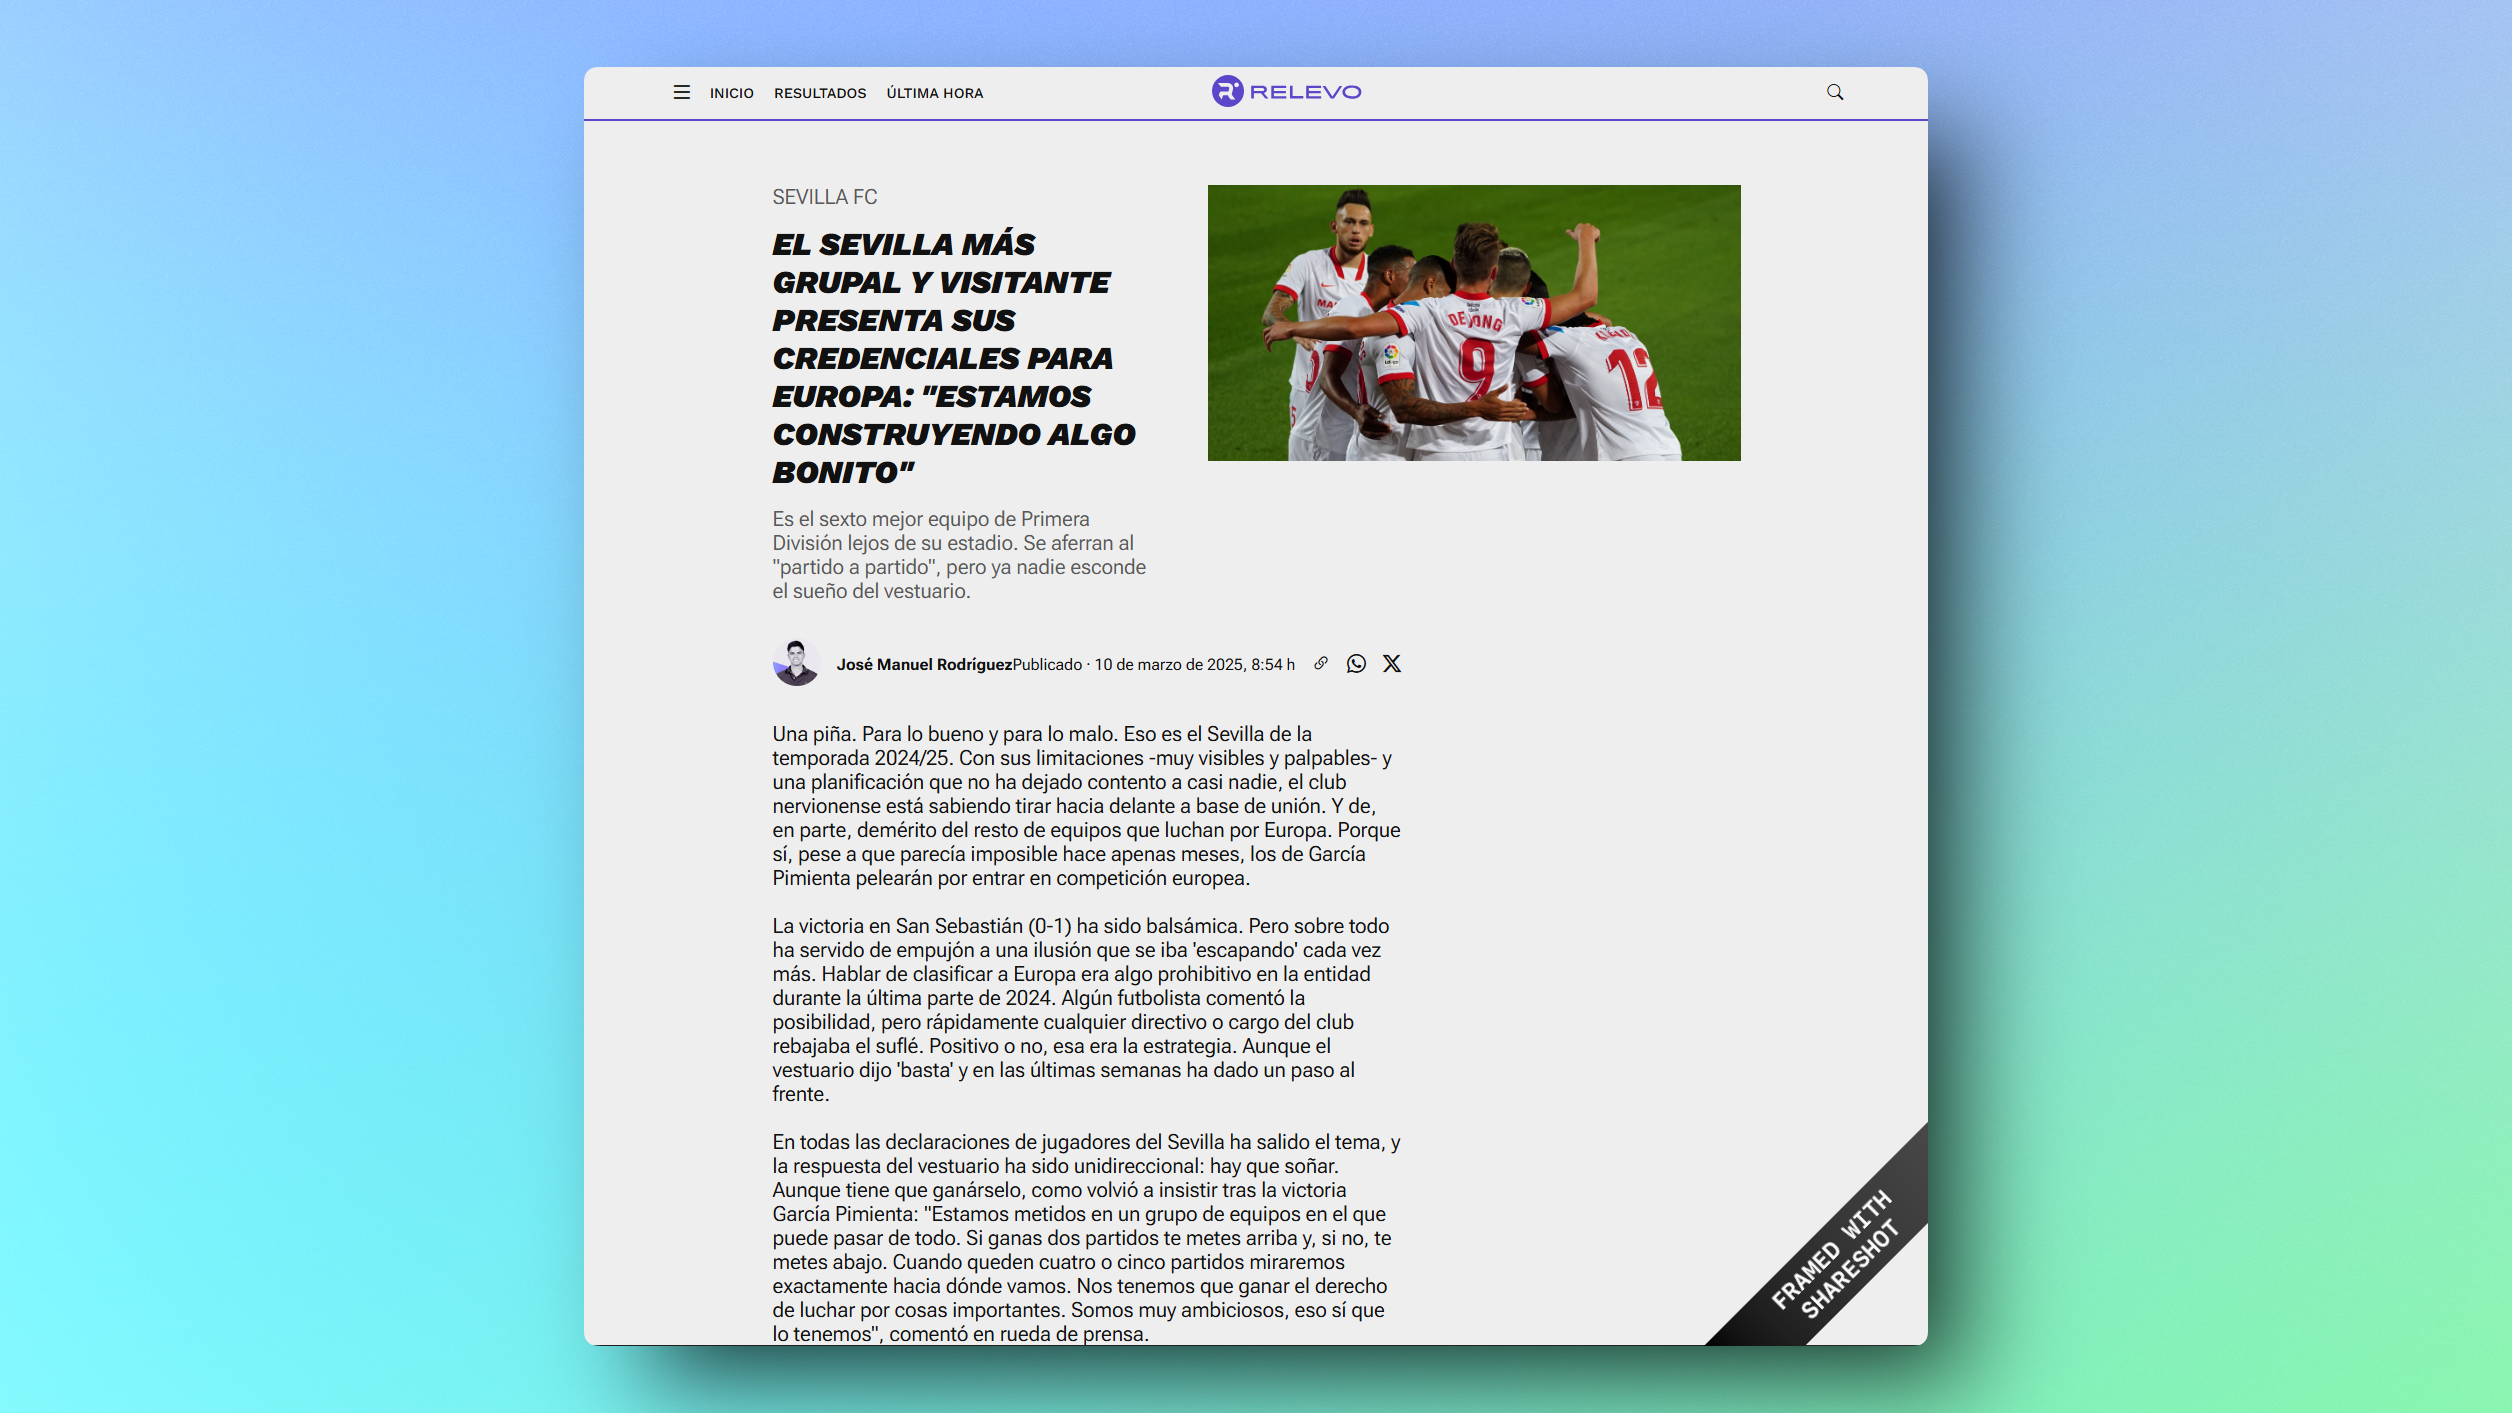 INICIO RESULTADOS ÚLTIMA HORA
RELEVO
SEVILLA FC
EL SEVILLA MÁS
GRUPAL Y VISITANTE
PRESENTA SUS
CREDENCIALES PARA
EUROPA: "ESTAMOS
CONSTRUYENDO ALGO
BONITO"
Es el sexto mejor equipo de Primera
División lejos de su estadio. Se aferran al
"partido a partido", pero ya nadie esconde
el sueño del vestuario.
DE JONG
9
12
José Manuel RodríguezPublicado · 10 de marzo de 2025, 8:54 h
Una piña. Para lo bueno y para lo malo. Eso es el Sevilla de la
temporada 2024/25. Con sus limitaciones -muy visibles y palpables- y
una planificación que no ha dejado contento a casi nadie, el club
nervionense está sabiendo tirar hacia delante a base de unión. Y de,
en parte, demérito del resto de equipos que luchan por Europa. Porque
sí, pese a que parecía imposible hace apenas meses, los de García
Pimienta pelearán por entrar en competición europea.
La victoria en San Sebastián (0-1) ha sido balsámica. Pero sobre todo
ha servido de empujón a una ilusión que se iba 'escapando' cada vez
más. Hablar de clasificar a Europa era algo prohibitivo en la entidad
durante la última parte de 2024. Algún futbolista comentó la
posibilidad, pero rápidamente cualquier directivo o cargo del club
rebajaba el suflé. Positivo o no, esa era la estrategia. Aunque el
vestuario dijo 'basta' y en las últimas semanas ha dado un paso al
frente.
En todas las declaraciones de jugadores del Sevilla ha salido el tema, y
la respuesta del vestuario ha sido unidireccional: hay que soñar.
Aunque tiene que ganárselo, como volvió a insistir tras la victoria
García Pimienta: "Estamos metidos en un grupo de equipos en el que
puede pasar de todo. Si ganas dos partidos te metes arriba y, si no, te
metes abajo. Cuando queden cuatro o cinco partidos miraremos
exactamente hacia dónde vamos. Nos tenemos que ganar el derecho
de luchar por cosas importantes. Somos muy ambiciosos, eso sí que
lo tenemos", comentó en rueda de prensa.
FRAMED WITH
SHARESHOT